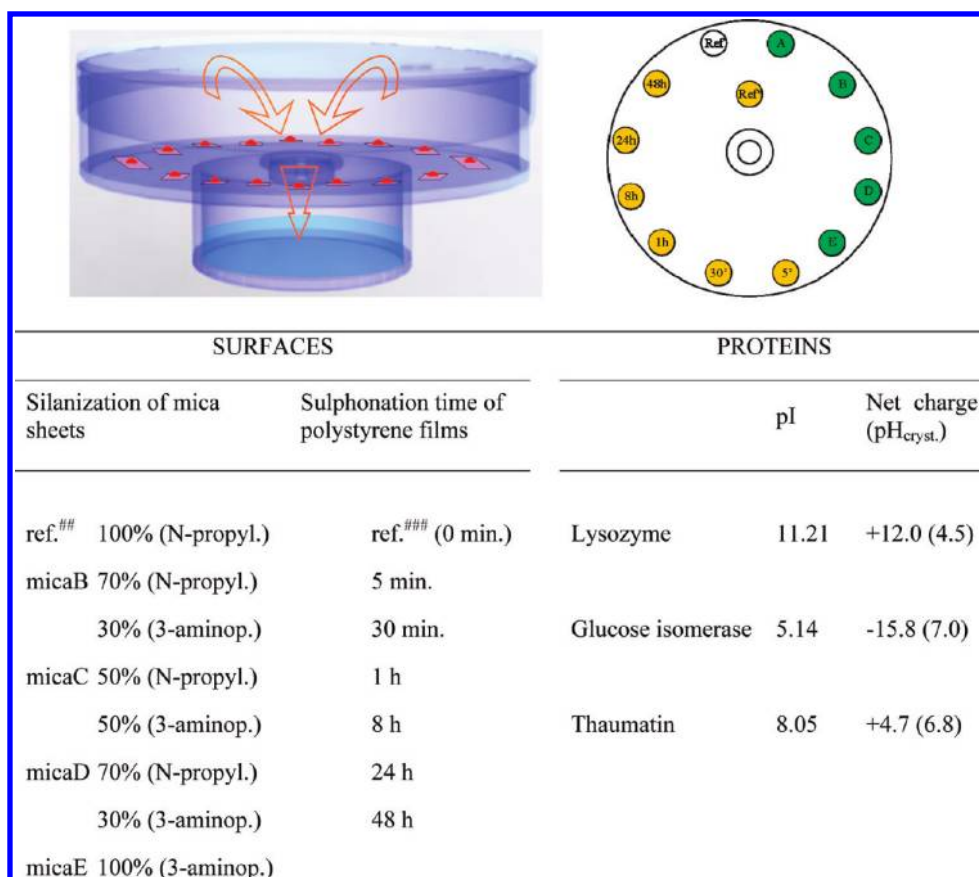 Ref'
A
48h
Ref"
B
24h
C
8h
D
1h
E
30'
5'
SURFACES
PROTEINS
Silanization of mica sheets
Sulphonation time of polystyrene films
pI
Net charge (pHcryst.)
ref.## 100% (N-propyl.)
ref.### (0 min.)
Lysozyme 11.21 +12.0 (4.5)
micaB 70% (N-propyl.)
5 min.
30% (3-aminop.)
30 min.
Glucose isomerase 5.14 -15.8 (7.0)
micaC 50% (N-propyl.)
1 h
50% (3-aminop.)
8 h
Thaumatin 8.05 +4.7 (6.8)
micaD 70% (N-propyl.)
24 h
30% (3-aminop.)
48 h
micaE 100% (3-aminop.)